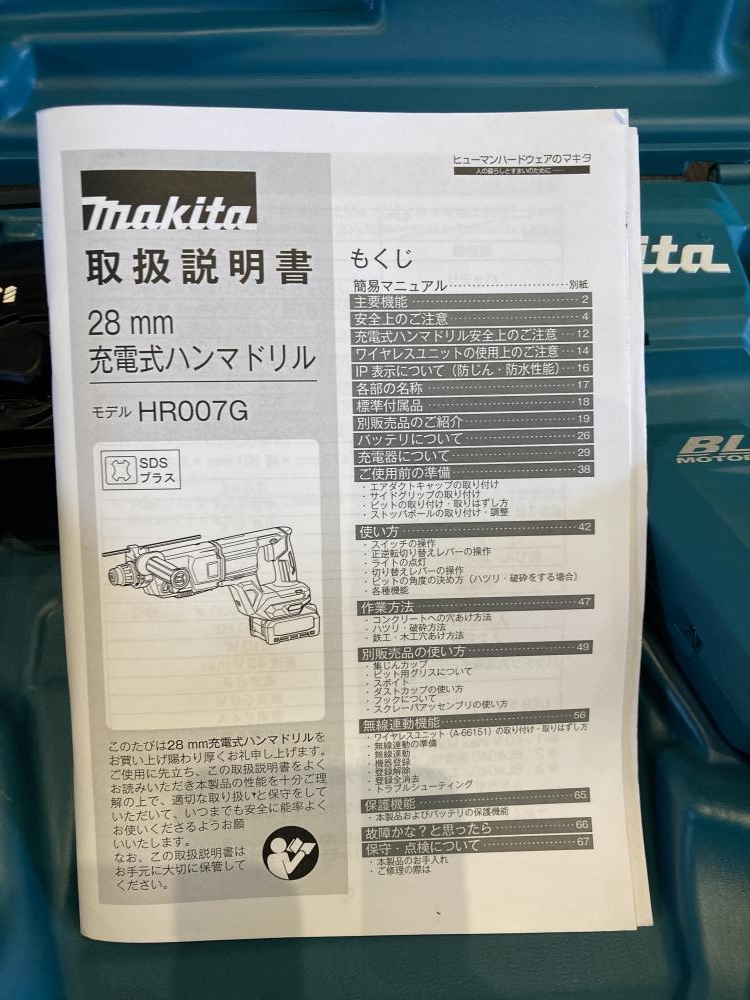 makita
取扱説明書
28 mm
充電式ハンマドリル
モデル HR007G
SDS
プラス
このたびは28 mm充電式ハンマドリルを
お買い上げ賜わり厚くお礼申し上げます。
ご使用に先立ち、この取扱説明書をよく
お読みいただき本製品の性能を十分ご理
解の上で、適切な取り扱いと保守をして
いただいて、いつまでも安全に能率よく
お使いくださるようお願
いいたします。
なお、この取扱説明書は
お手元に大切に保管して
ください。
ヒューマンハードウェアのマキタ
人の暮らしとすまいのために
もくじ
簡易マニュアル 別紙
主要機能 2
安全上のご注意 4
充電式ハンマドリル安全上のご注意 12
ワイヤレスユニットの使用上のご注意 14
IP 表示について（防じん・防水性能） 16
各部の名称 17
標準付属品 18
別販売品のご紹介 19
バッテリについて 26
充電器について 29
ご使用前の準備 38
・エアダクトキャップの取り付け
・サイドグリップの取り付け
・ビットの取り付け・取りはずし方
・ストッパポールの取り付け・調整
使い方 42
・スイッチの操作
・正逆転切り替えレバーの操作
・ライトの点灯
・切り替えレバーの操作
・ビットの角度の決め方（ハツリ・破砕をする場合）
・各種機能
作業方法 47
・コンクリートへの穴あけ方法
・ハツリ・破砕方法
・鉄工・木工穴あけ方法
別販売品の使い方 49
・集じんカップ
・ビット用グリスについて
・スポイト
・ダストカップの使い方
・フックについて
・スクレーパアッセンブリの使い方
無線連動機能 56
・ワイヤレスユニット（A-66151）の取り付け・取りはずし方
・無線連動の準備
・無線連動
・機器登録
・登録解除
・登録全消去
・トラブルシューティング
保護機能 65
・本製品およびバッテリの保護機能
故障かな？と思ったら 66
保守・点検について 67
・本製品のお手入れ
・ご修理の際は
ita
BL
MOTOR